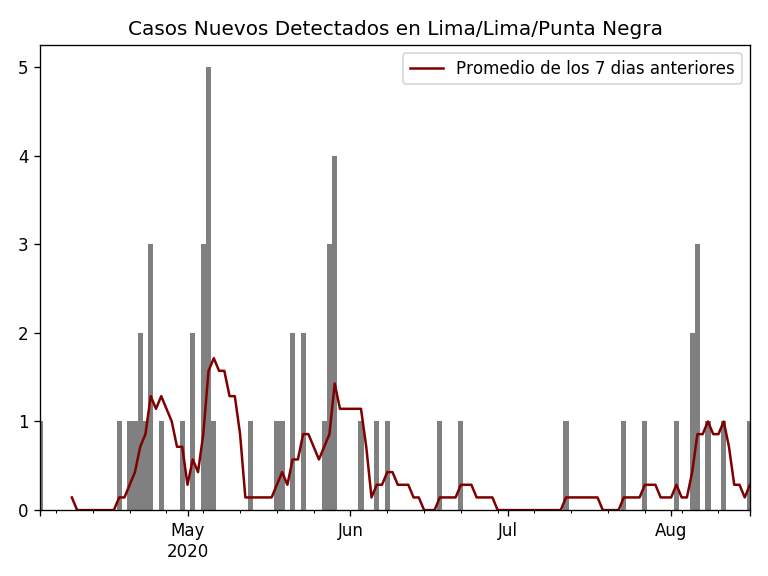 Casos Nuevos Detectados en Lima/Lima/Punta Negra
Promedio de los 7 dias anteriores
5
4
3
2
1
0
May
2020
Jun
Jul
Aug